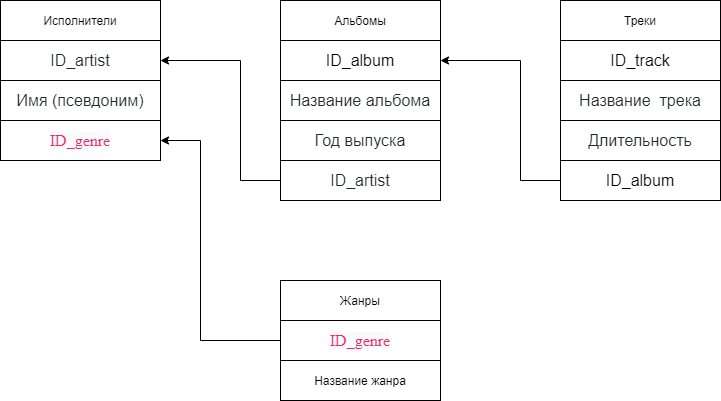 Исполнители
ID_artist
Имя (псевдоним)
ID_genre
Альбомы
ID_album
Название альбома
Год выпуска
ID_artist
Треки
ID_track
Название трека
Длительность
ID_album
Жанры
ID_genre
Название жанра